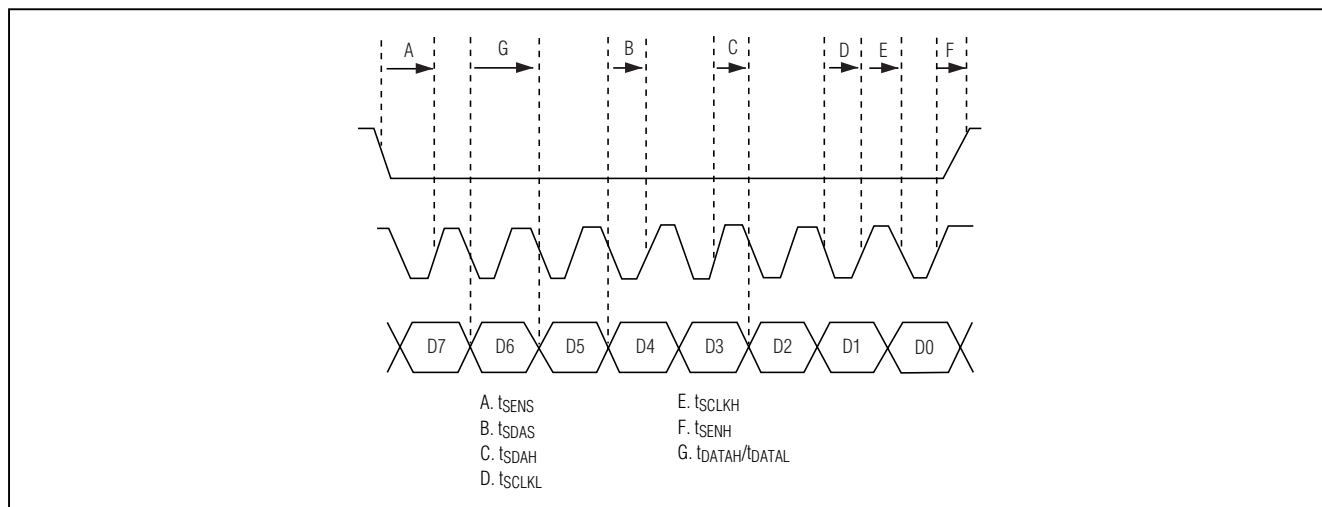 A G B C D E F
D7 D6 D5 D4 D3 D2 D1 D0
A. tSENS
B. tSDAS
C. tSDAH
D. tSCLKL
E. tSCLKH
F. tSENH
G. tDATAH/tDATAL